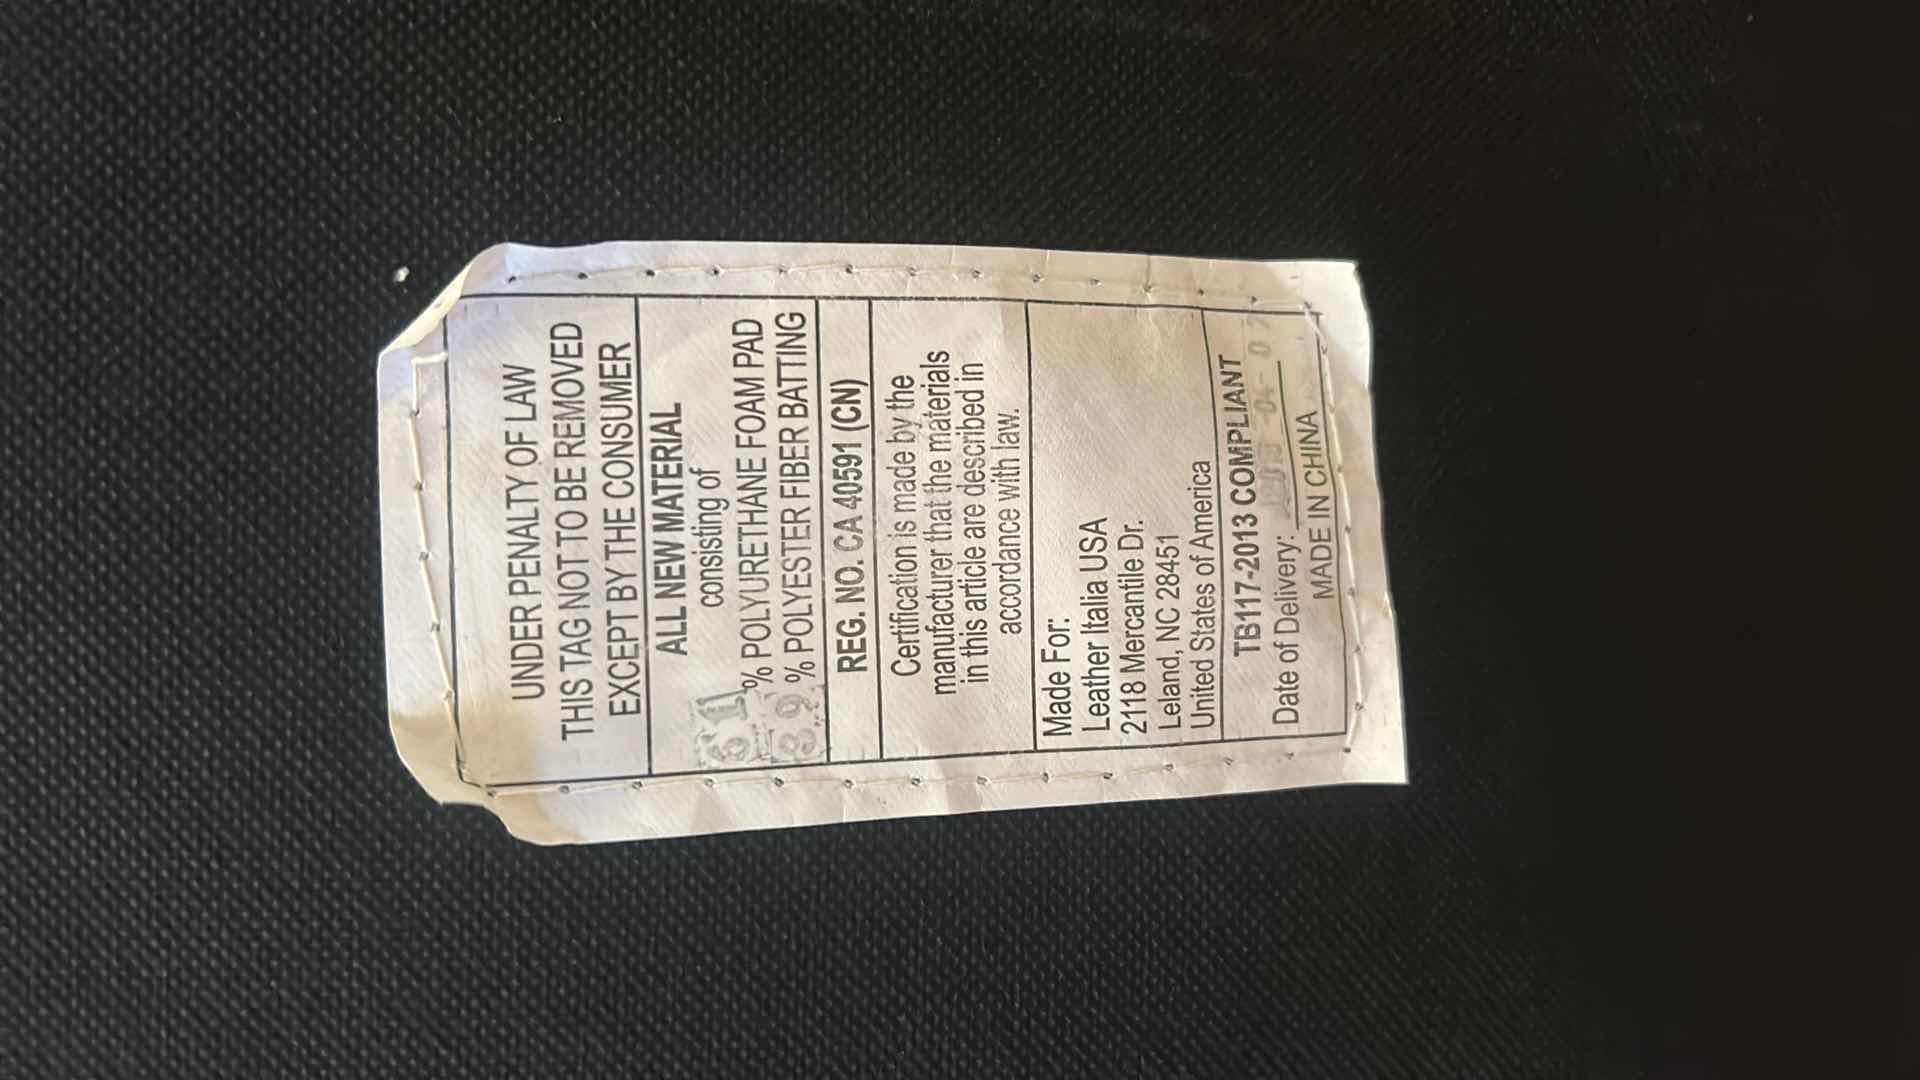 UNDER PENALTY OF LAW
THIS TAG NOT TO BE REMOVED
EXCEPT BY THE CONSUMER
ALL NEW MATERIAL
consisting of
% POLYURETHANE FOAM PAD
% POLYESTER FIBER BATTING
REG. NO. CA 40591 (CN)
Certification is made by the
manufacturer that the materials
in this article are described in
accordance with law.
Made For:
Leather Italia USA
2118 Mercantile Dr.
Leland, NC 28451
United States of America
TB117-2013 COMPLIANT
Date of Delivery:
MADE IN CHINA